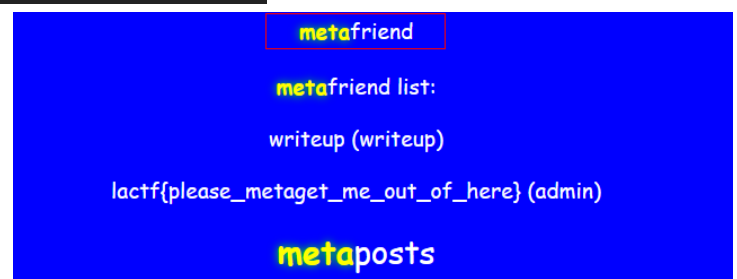 metafriend
metafriend list:
writeup (writeup)
lactf{please_metaget_me_out_of_here} (admin)
metaposts